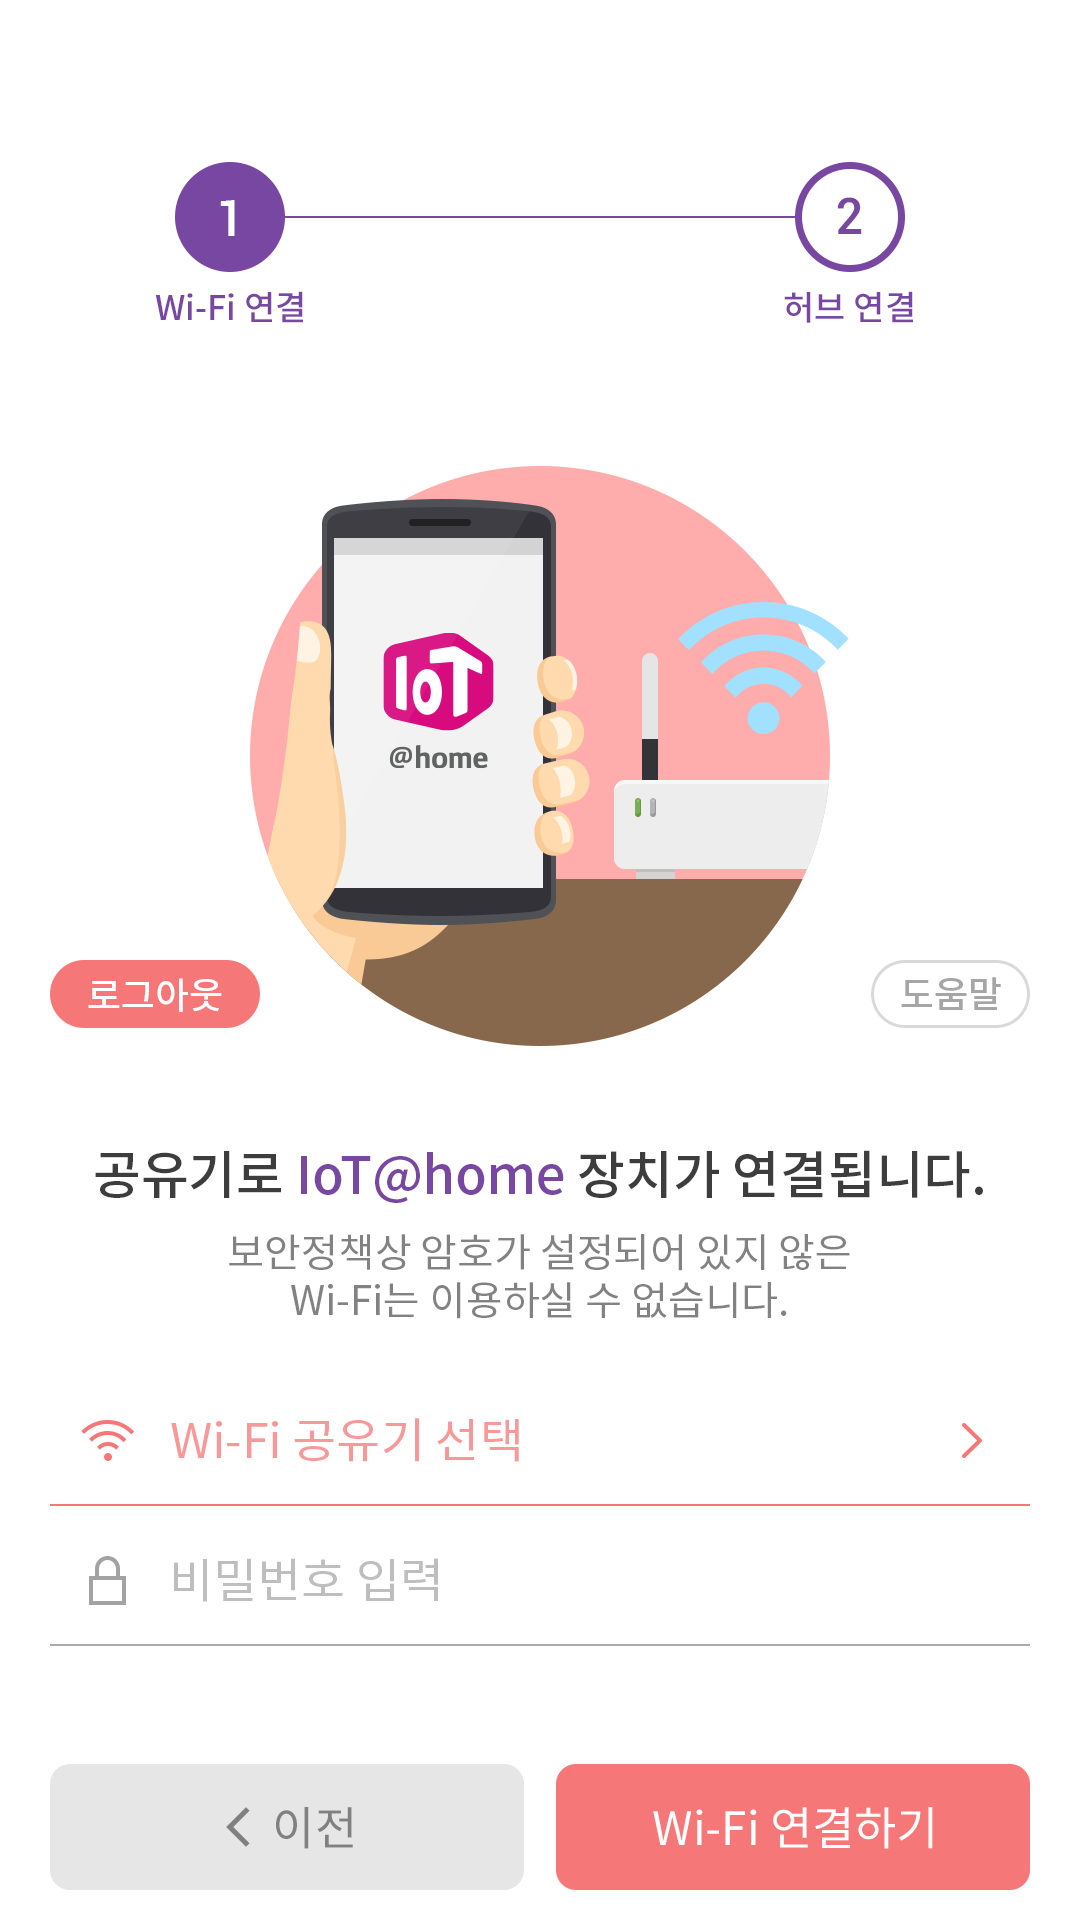 1
2
Wi-Fi 연결
허브 연결
IoT
@home
로그아웃
도움말
공유기로 IoT@home 장치가 연결됩니다.
보안정책상 암호가 설정되어 있지 않은
Wi-Fi는 이용하실 수 없습니다.
Wi-Fi 공유기 선택
비밀번호 입력
이전
Wi-Fi 연결하기